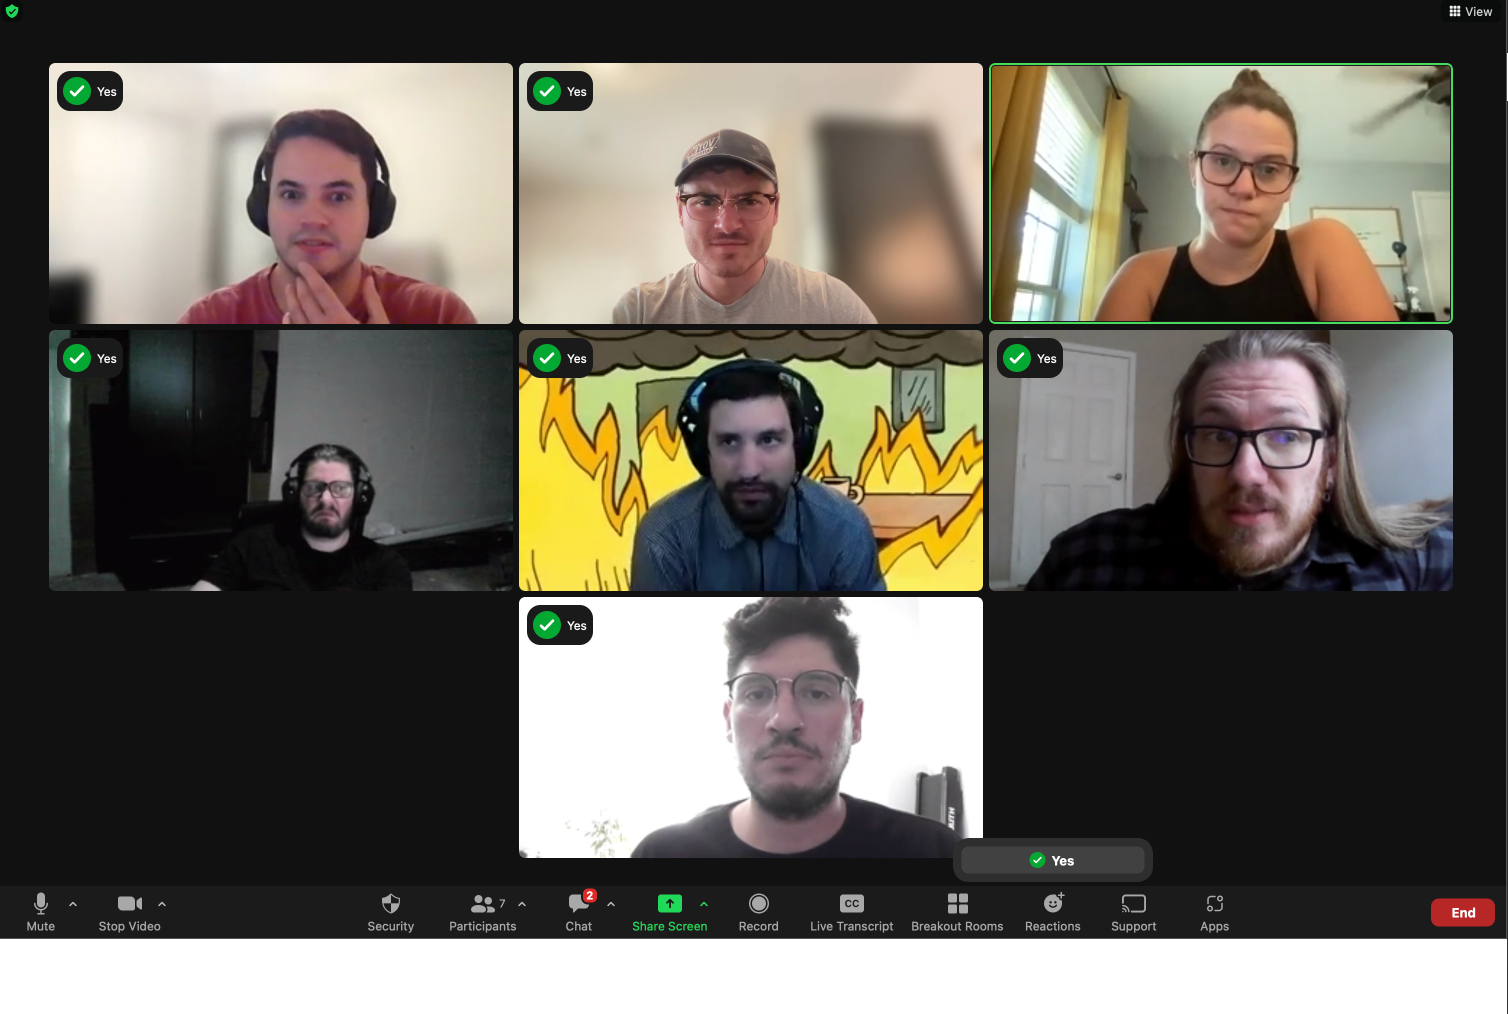 View
Yes
Yes
Yes
Yes
Yes
Yes
Yes
Mute
Stop Video
Security
7
Participants
2
Chat
Share Screen
Record
CC
Live Transcript
Breakout Rooms
Reactions
Support
Apps
End